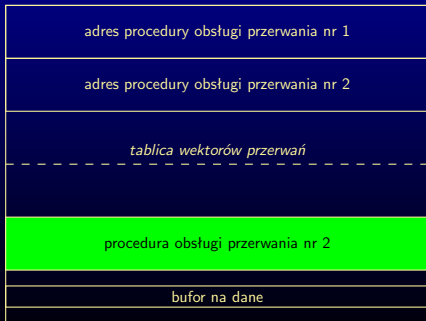 adres procedury obsługi przerwania nr 1
adres procedury obsługi przerwania nr 2
tablica wektorów przerwań
procedura obsługi przerwania nr 2
bufor na dane